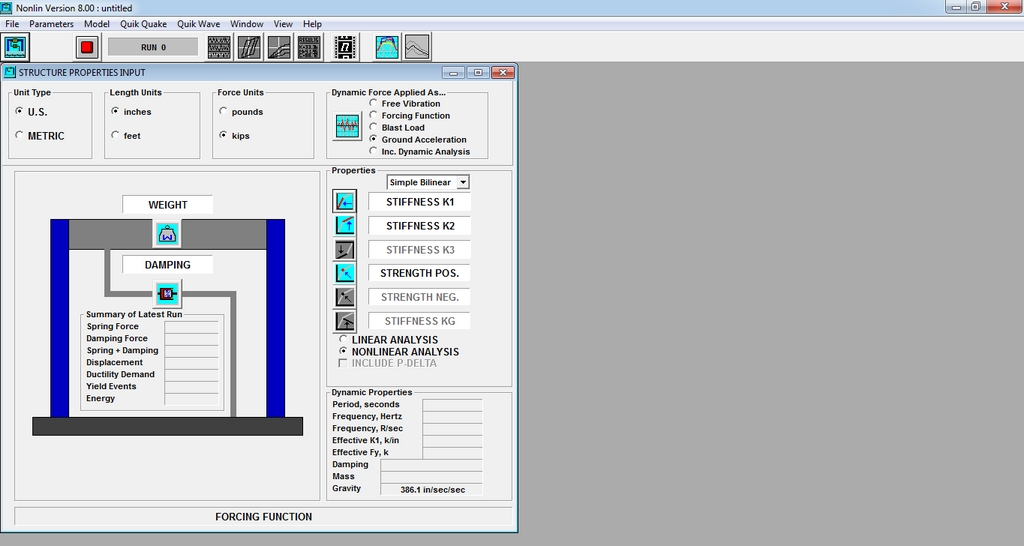 Nonlin Version 8.00 : untitled
File Parameters Model Quik Quake Quik Wave Window View Help
RUN 0
STRUCTURE PROPERTIES INPUT
Unit Type
U.S.
METRIC
Length Units
inches
feet
Force Units
pounds
kips
Dynamic Force Applied As...
Free Vibration
Forcing Function
Blast Load
Ground Acceleration
Inc. Dynamic Analysis
WEIGHT
DAMPING
Summary of Latest Run
Spring Force
Damping Force
Spring + Damping
Displacement
Ductility Demand
Yield Events
Energy
Properties
Simple Bilinear
STIFFNESS K1
STIFFNESS K2
STIFFNESS K3
STRENGTH POS.
STRENGTH NEG.
STIFFNESS KG
LINEAR ANALYSIS
NONLINEAR ANALYSIS
INCLUDE P-DELTA
Dynamic Properties
Period, seconds
Frequency, Hertz
Frequency, R/sec
Effective K1, k/in
Effective Fy, k
Damping
Mass
Gravity 386.1 in/sec/sec
FORCING FUNCTION